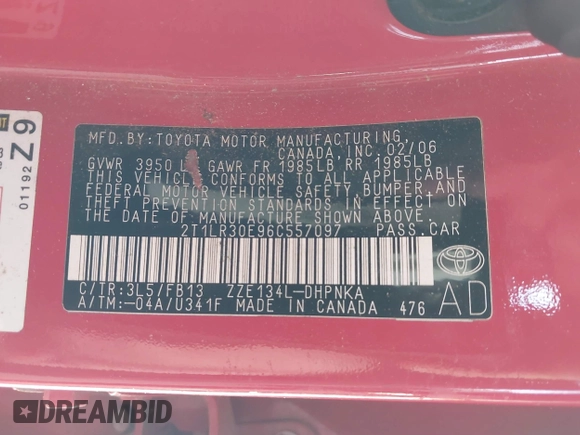 MFD. BY: TOYOTA MOTOR MANUFACTURING
CANADA, INC. 02/06
GVWR 3950 L GAWR FR 1985LB RR 1985LB
THIS VEHICLE CONFORMS TO ALL APPLICABLE
FEDERAL MOTOR VEHICLE SAFETY, BUMPER, AND
THEFT PREVENTION STANDARDS IN EFFECT ON
THE DATE OF MANUFACTURE SHOWN ABOVE.
2T1LR30E96C557097 PASS. CAR
C/TR: 3L5/FB13 ZZE134L-DHPNKA
A/TM: -04A/U341F MADE IN CANADA 476
AD
01192
Z9
DREAMBID